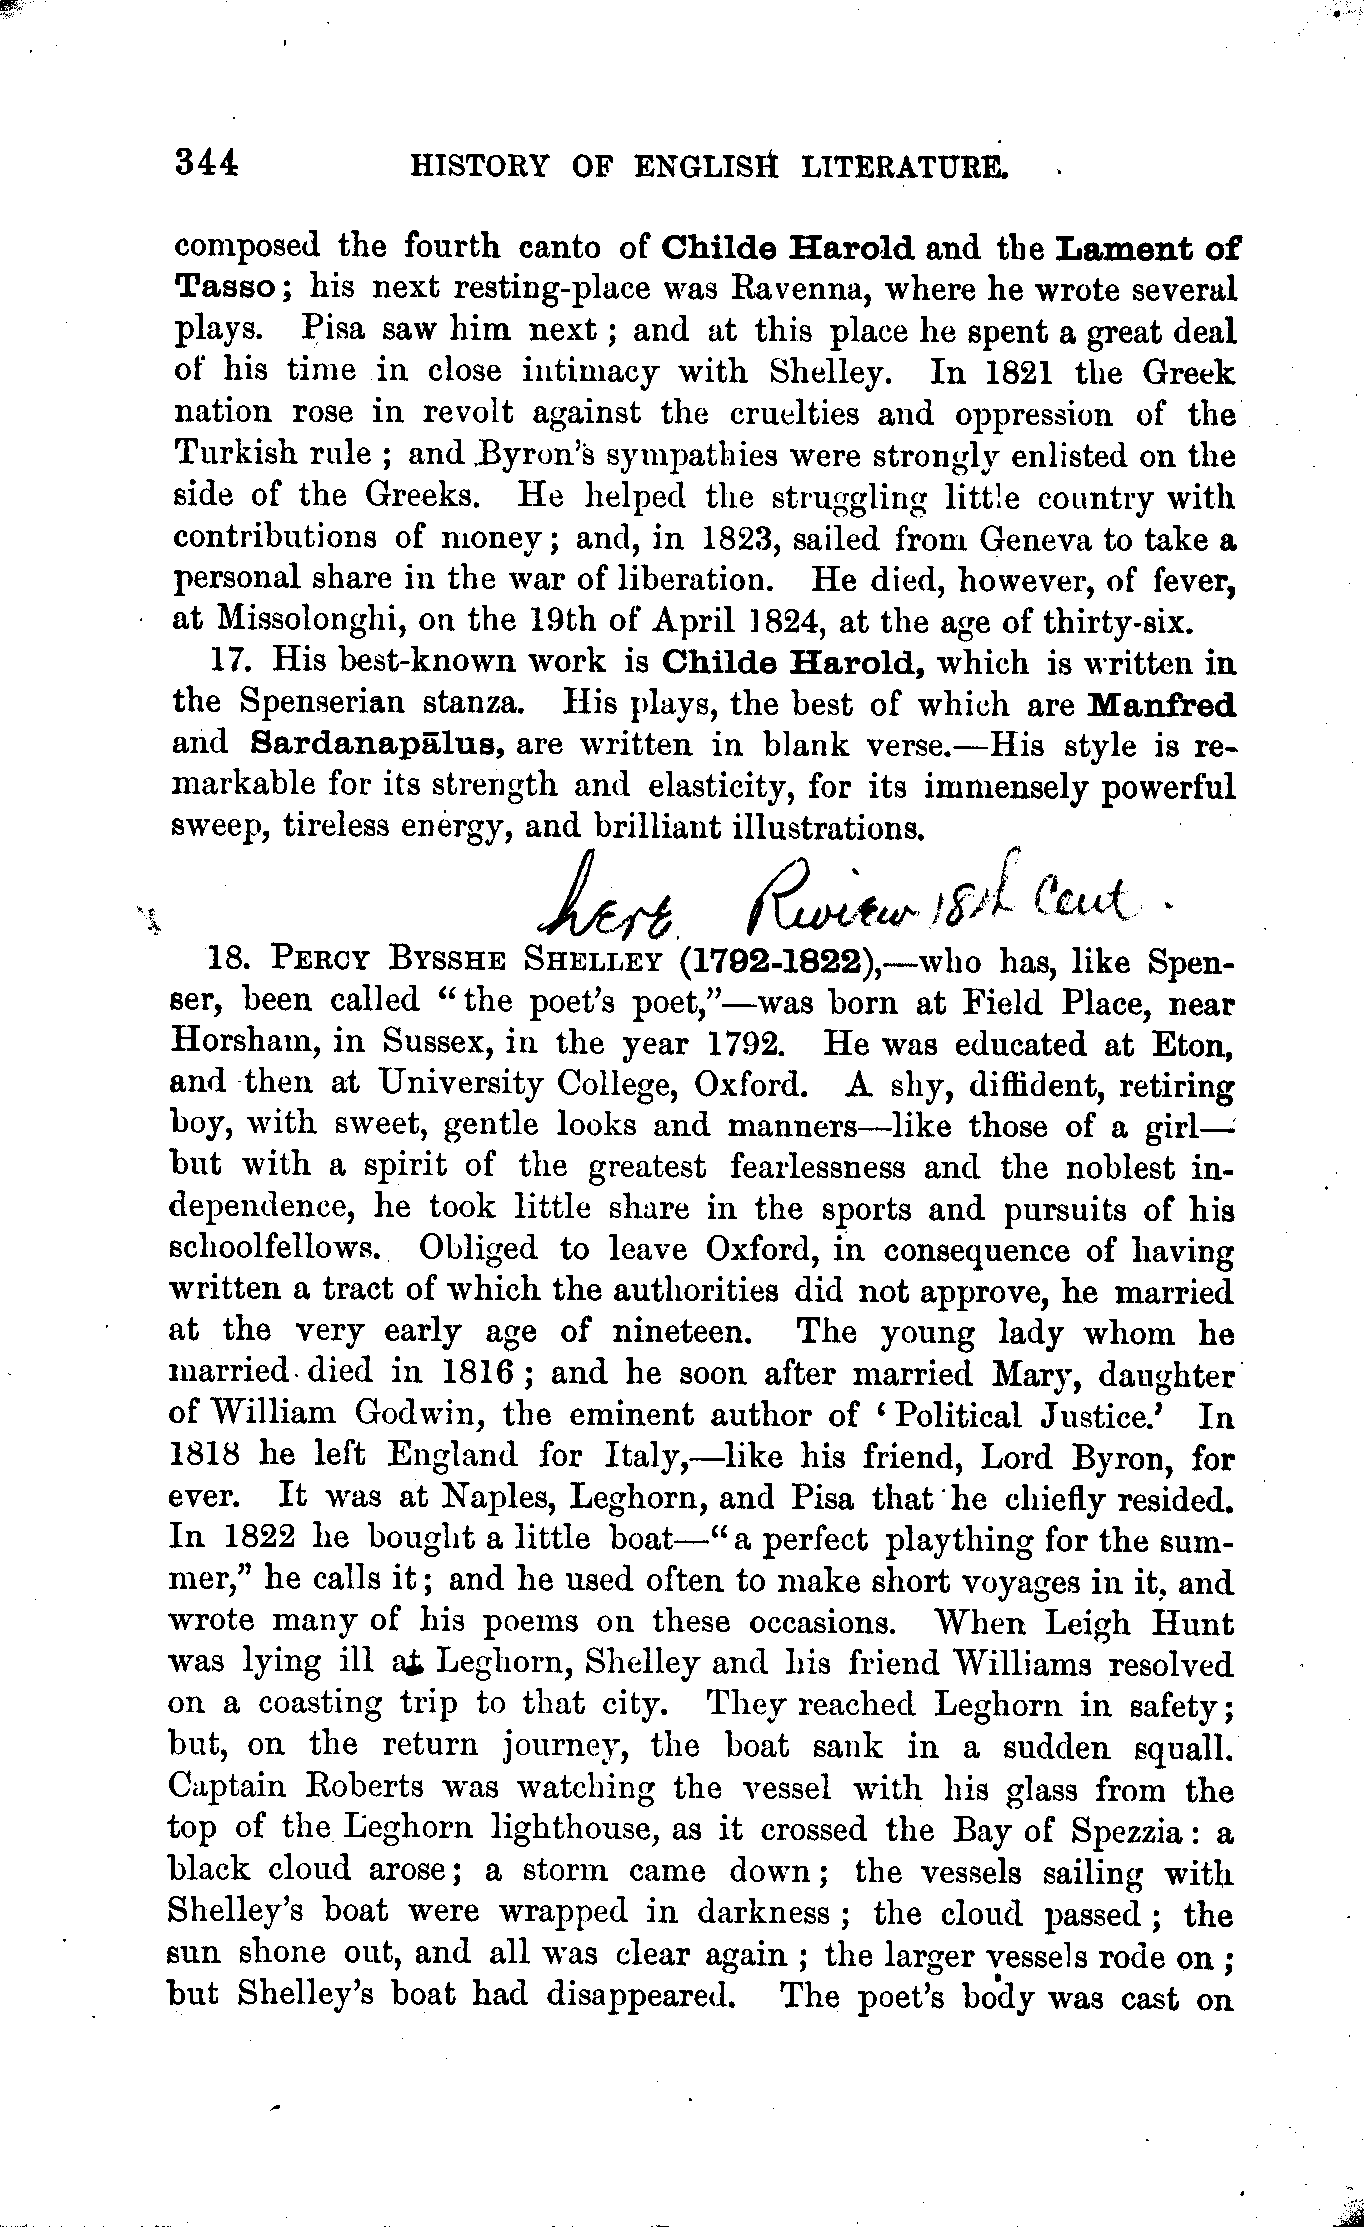 344 HISTORY OF ENGLISH LITERATURE.
composed the fourth canto of Childe Harold and the Lament of
Tasso; his next resting-place was Ravenna, where he wrote several
plays. Pisa saw him next; and at this place he spent a great deal
of his time in close intimacy with Shelley. In 1821 the Greek
nation rose in revolt against the cruelties and oppression of the
Turkish rule; and Byron's sympathies were strongly enlisted on the
side of the Greeks. He helped the struggling little country with
contributions of money; and, in 1823, sailed from Geneva to take a
personal share in the war of liberation. He died, however, of fever,
at Missolonghi, on the 19th of April 1824, at the age of thirty-six.
17. His best-known work is Childe Harold, which is written in
the Spenserian stanza. His plays, the best of which are Manfred
and Sardanapālus, are written in blank verse.—His style is re-
markable for its strength and elasticity, for its immensely powerful
sweep, tireless energy, and brilliant illustrations.
here Review 18th Cent.
18. PERCY BYSSHE SHELLEY (1792-1822),—who has, like Spen-
ser, been called "the poet's poet,"—was born at Field Place, near
Horsham, in Sussex, in the year 1792. He was educated at Eton,
and then at University College, Oxford. A shy, diffident, retiring
boy, with sweet, gentle looks and manners—like those of a girl—
but with a spirit of the greatest fearlessness and the noblest in-
dependence, he took little share in the sports and pursuits of his
schoolfellows. Obliged to leave Oxford, in consequence of having
written a tract of which the authorities did not approve, he married
at the very early age of nineteen. The young lady whom he
married died in 1816; and he soon after married Mary, daughter
of William Godwin, the eminent author of 'Political Justice.' In
1818 he left England for Italy,—like his friend, Lord Byron, for
ever. It was at Naples, Leghorn, and Pisa that he chiefly resided.
In 1822 he bought a little boat—"a perfect plaything for the sum-
mer," he calls it; and he used often to make short voyages in it, and
wrote many of his poems on these occasions. When Leigh Hunt
was lying ill at Leghorn, Shelley and his friend Williams resolved
on a coasting trip to that city. They reached Leghorn in safety;
but, on the return journey, the boat sank in a sudden squall.
Captain Roberts was watching the vessel with his glass from the
top of the Leghorn lighthouse, as it crossed the Bay of Spezzia: a
black cloud arose; a storm came down; the vessels sailing with
Shelley's boat were wrapped in darkness; the cloud passed; the
sun shone out, and all was clear again; the larger vessels rode on;
but Shelley's boat had disappeared. The poet's body was cast on